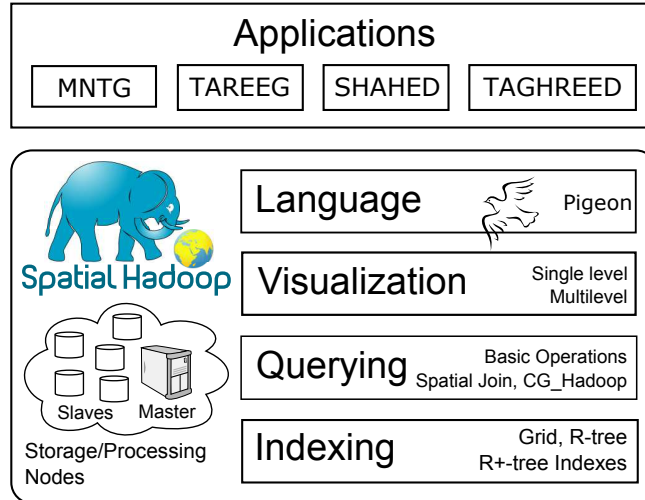 Applications
MNTG TAREEG SHAHED TAGHREED
Spatial Hadoop
Language Pigeon
Visualization Single level
Multilevel
Querying Basic Operations
Spatial Join, CG_Hadoop
Indexing Grid, R-tree
R+-tree Indexes
Slaves Master
Storage/Processing
Nodes